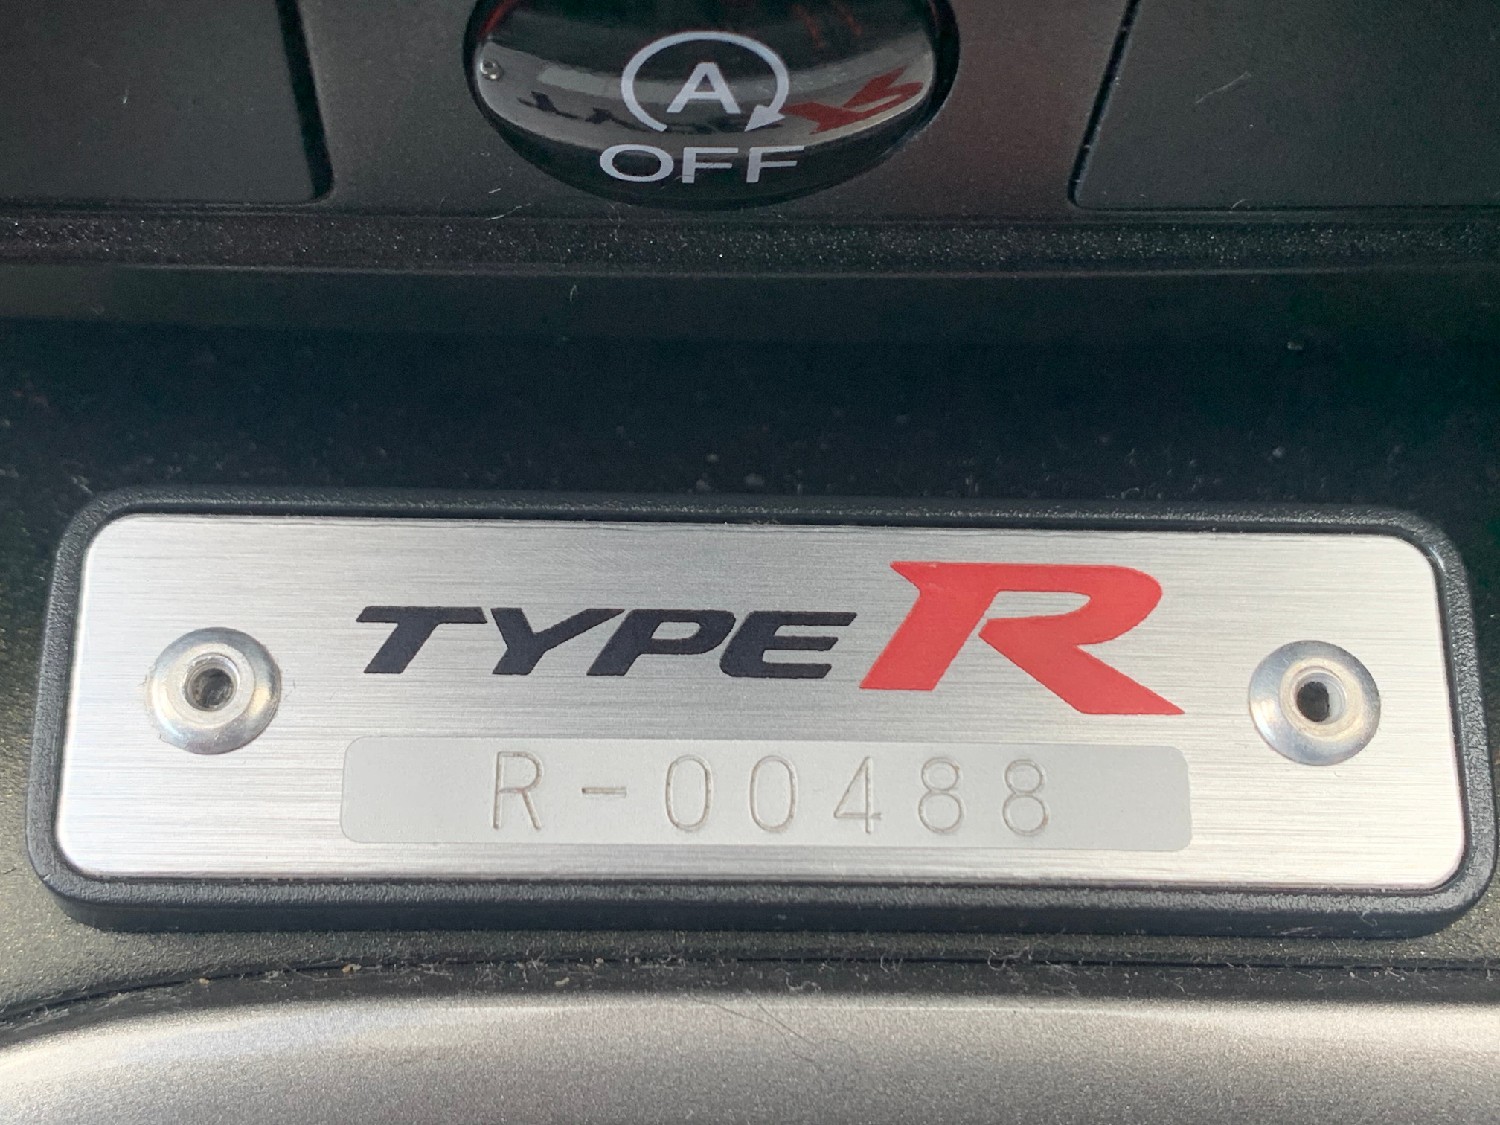 A
OFF
TYPE R
R-00488